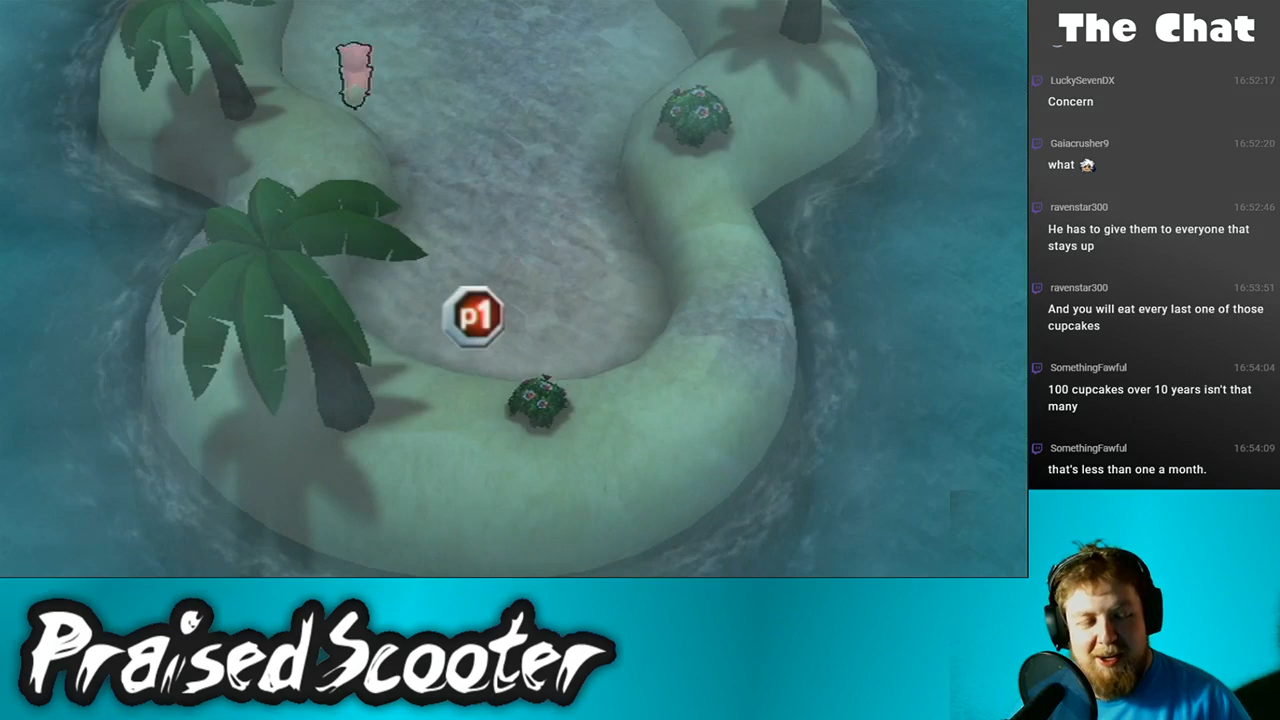 The Chat
LuckySevenDX 16:52:17
Concern
Gaiacrusher9 16:52:20
what
ravenstar300 16:52:46
He has to give them to everyone that
stays up
ravenstar300 16:53:51
And you will eat every last one of those
cupcakes
SomethingFawful 16:54:04
100 cupcakes over 10 years isn't that
many
SomethingFawful 16:54:09
that's less than one a month.
p1
PraisedScooter